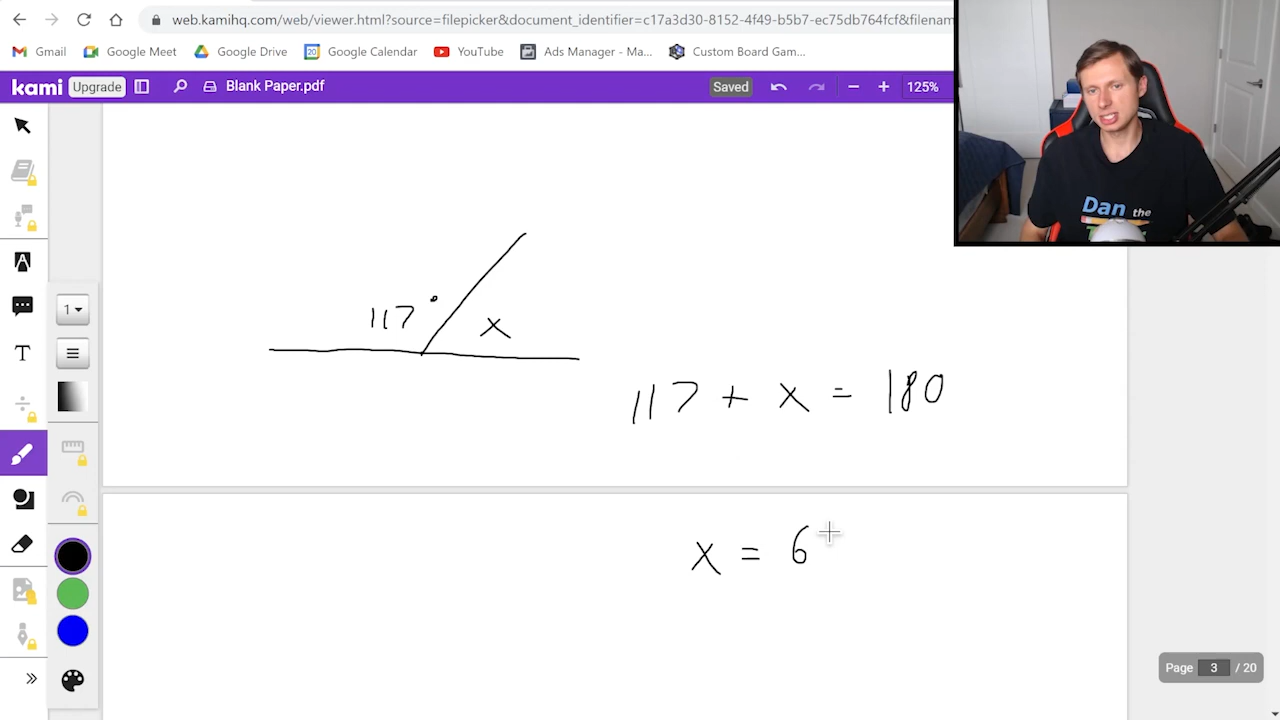 web.kamihq.com/web/viewer.html?source=filepicker&document_identifier=c17a3d30-8152-4f49-b5b7-ec75db764fcf&filenam
Gmail Google Meet Google Drive 20 Google Calendar YouTube Ads Manager - Ma... Custom Board Gam...
kami Upgrade Blank Paper.pdf Saved 125%
Dan the
117° x
1
117 + x = 180
x = 6
Page 3 / 20